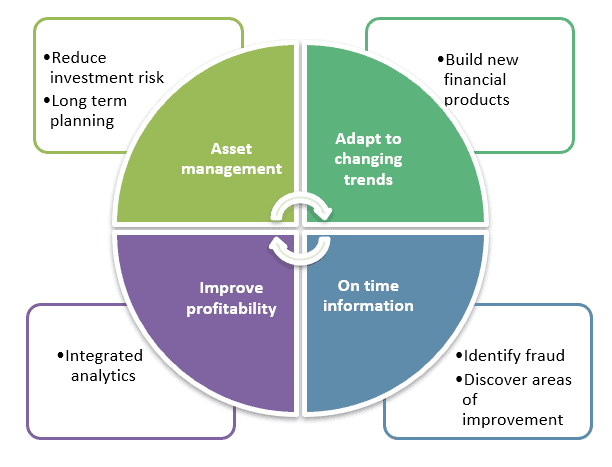 •Reduce
investment risk
•Long term
planning
Asset
management
Adapt to
changing
trends
•Build new
financial
products
Improve
profitability
•Integrated
analytics
On time
information
•Identify fraud
•Discover areas
of
improvement